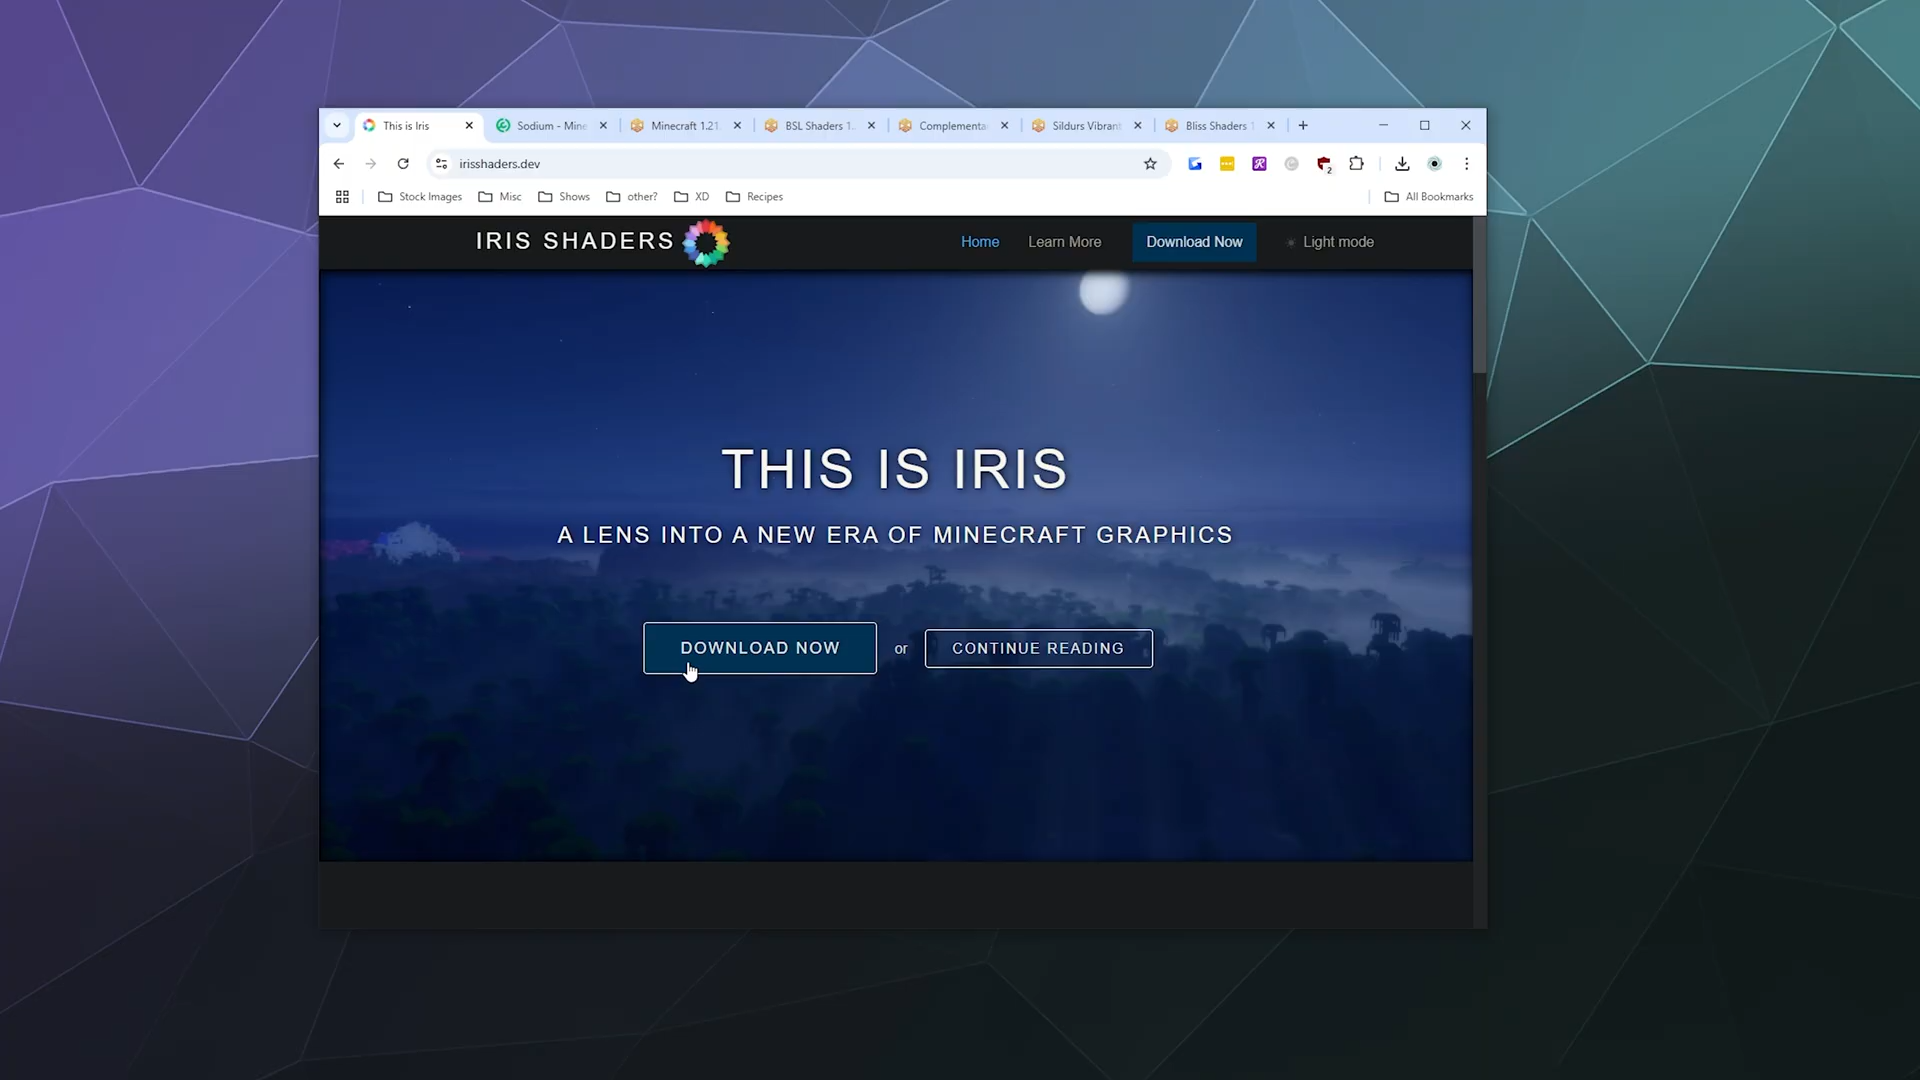 This is Iris
Sodium - Mine
Minecraft 1.21
BSL Shaders 1.
Complementa
Sildurs Vibrant
Bliss Shaders 1
irisshaders.dev
2
Stock Images
Misc
Shows
other?
XD
Recipes
All Bookmarks
IRIS SHADERS
Home
Learn More
Download Now
Light mode
THIS IS IRIS
A LENS INTO A NEW ERA OF MINECRAFT GRAPHICS
DOWNLOAD NOW or CONTINUE READING